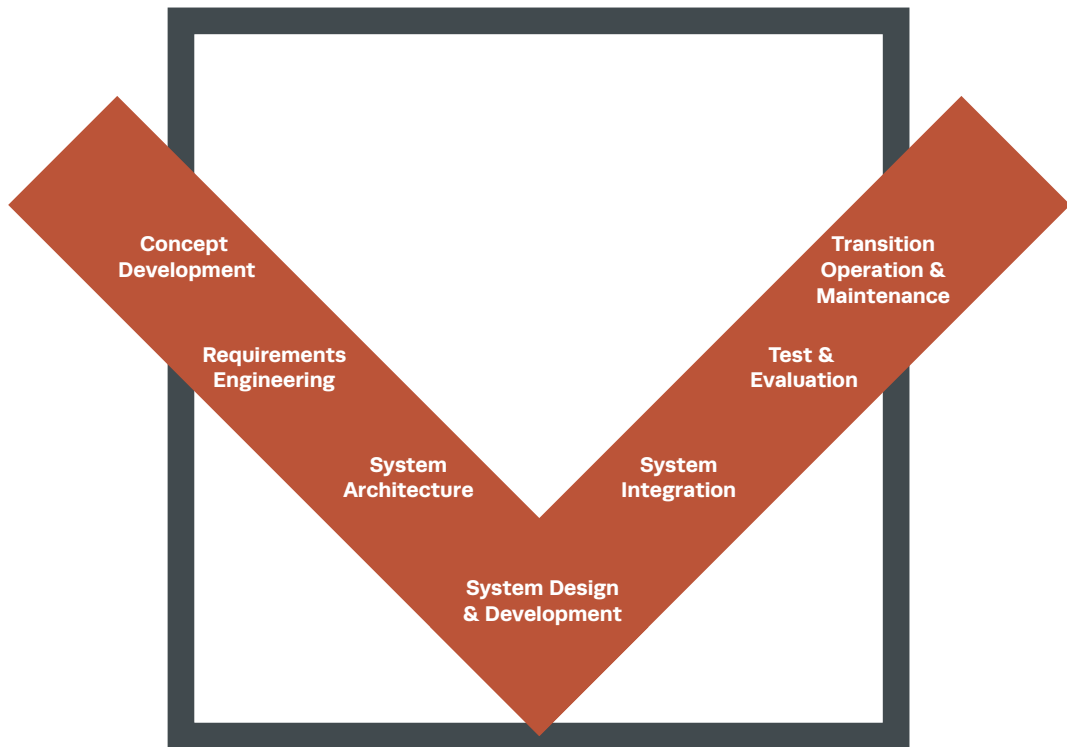 Concept
Development
Requirements
Engineering
System
Architecture
System Design
& Development
System
Integration
Test &
Evaluation
Transition
Operation &
Maintenance